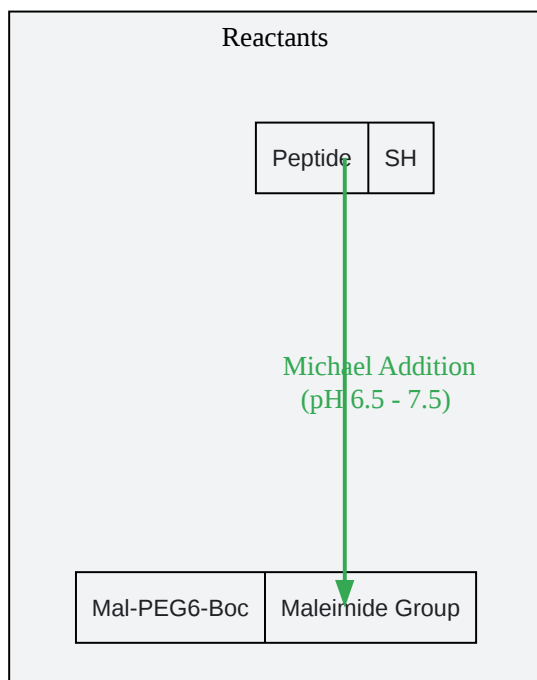 Reactants
Peptide SH
Michael Addition
(pH 6.5 - 7.5)
Mal-PEG6-Boc Maleimide Group